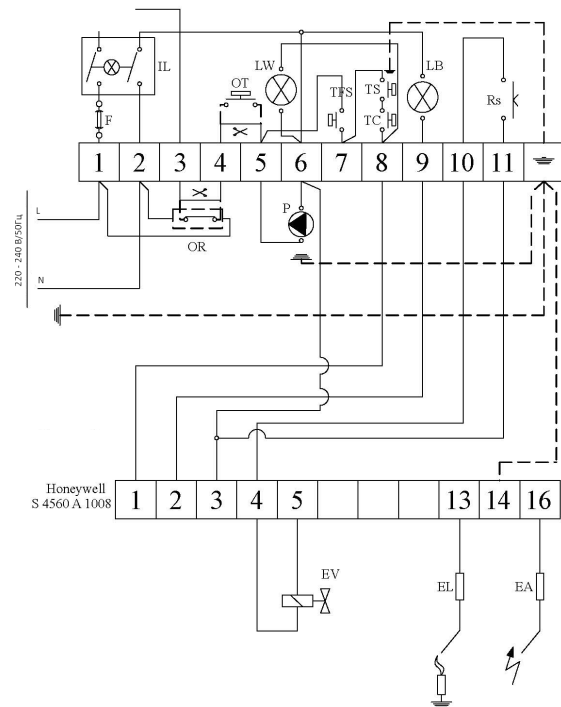 IL
LW
LB
OT
TFS
TS
Rs
F
TC
1 2 3 4 5 6 7 8 9 10 11
L
P
OR
220 - 240 В/50Гц
N
Honeywell
S 4560 A 1008
1 2 3 4 5 13 14 16
EV
EL
EA